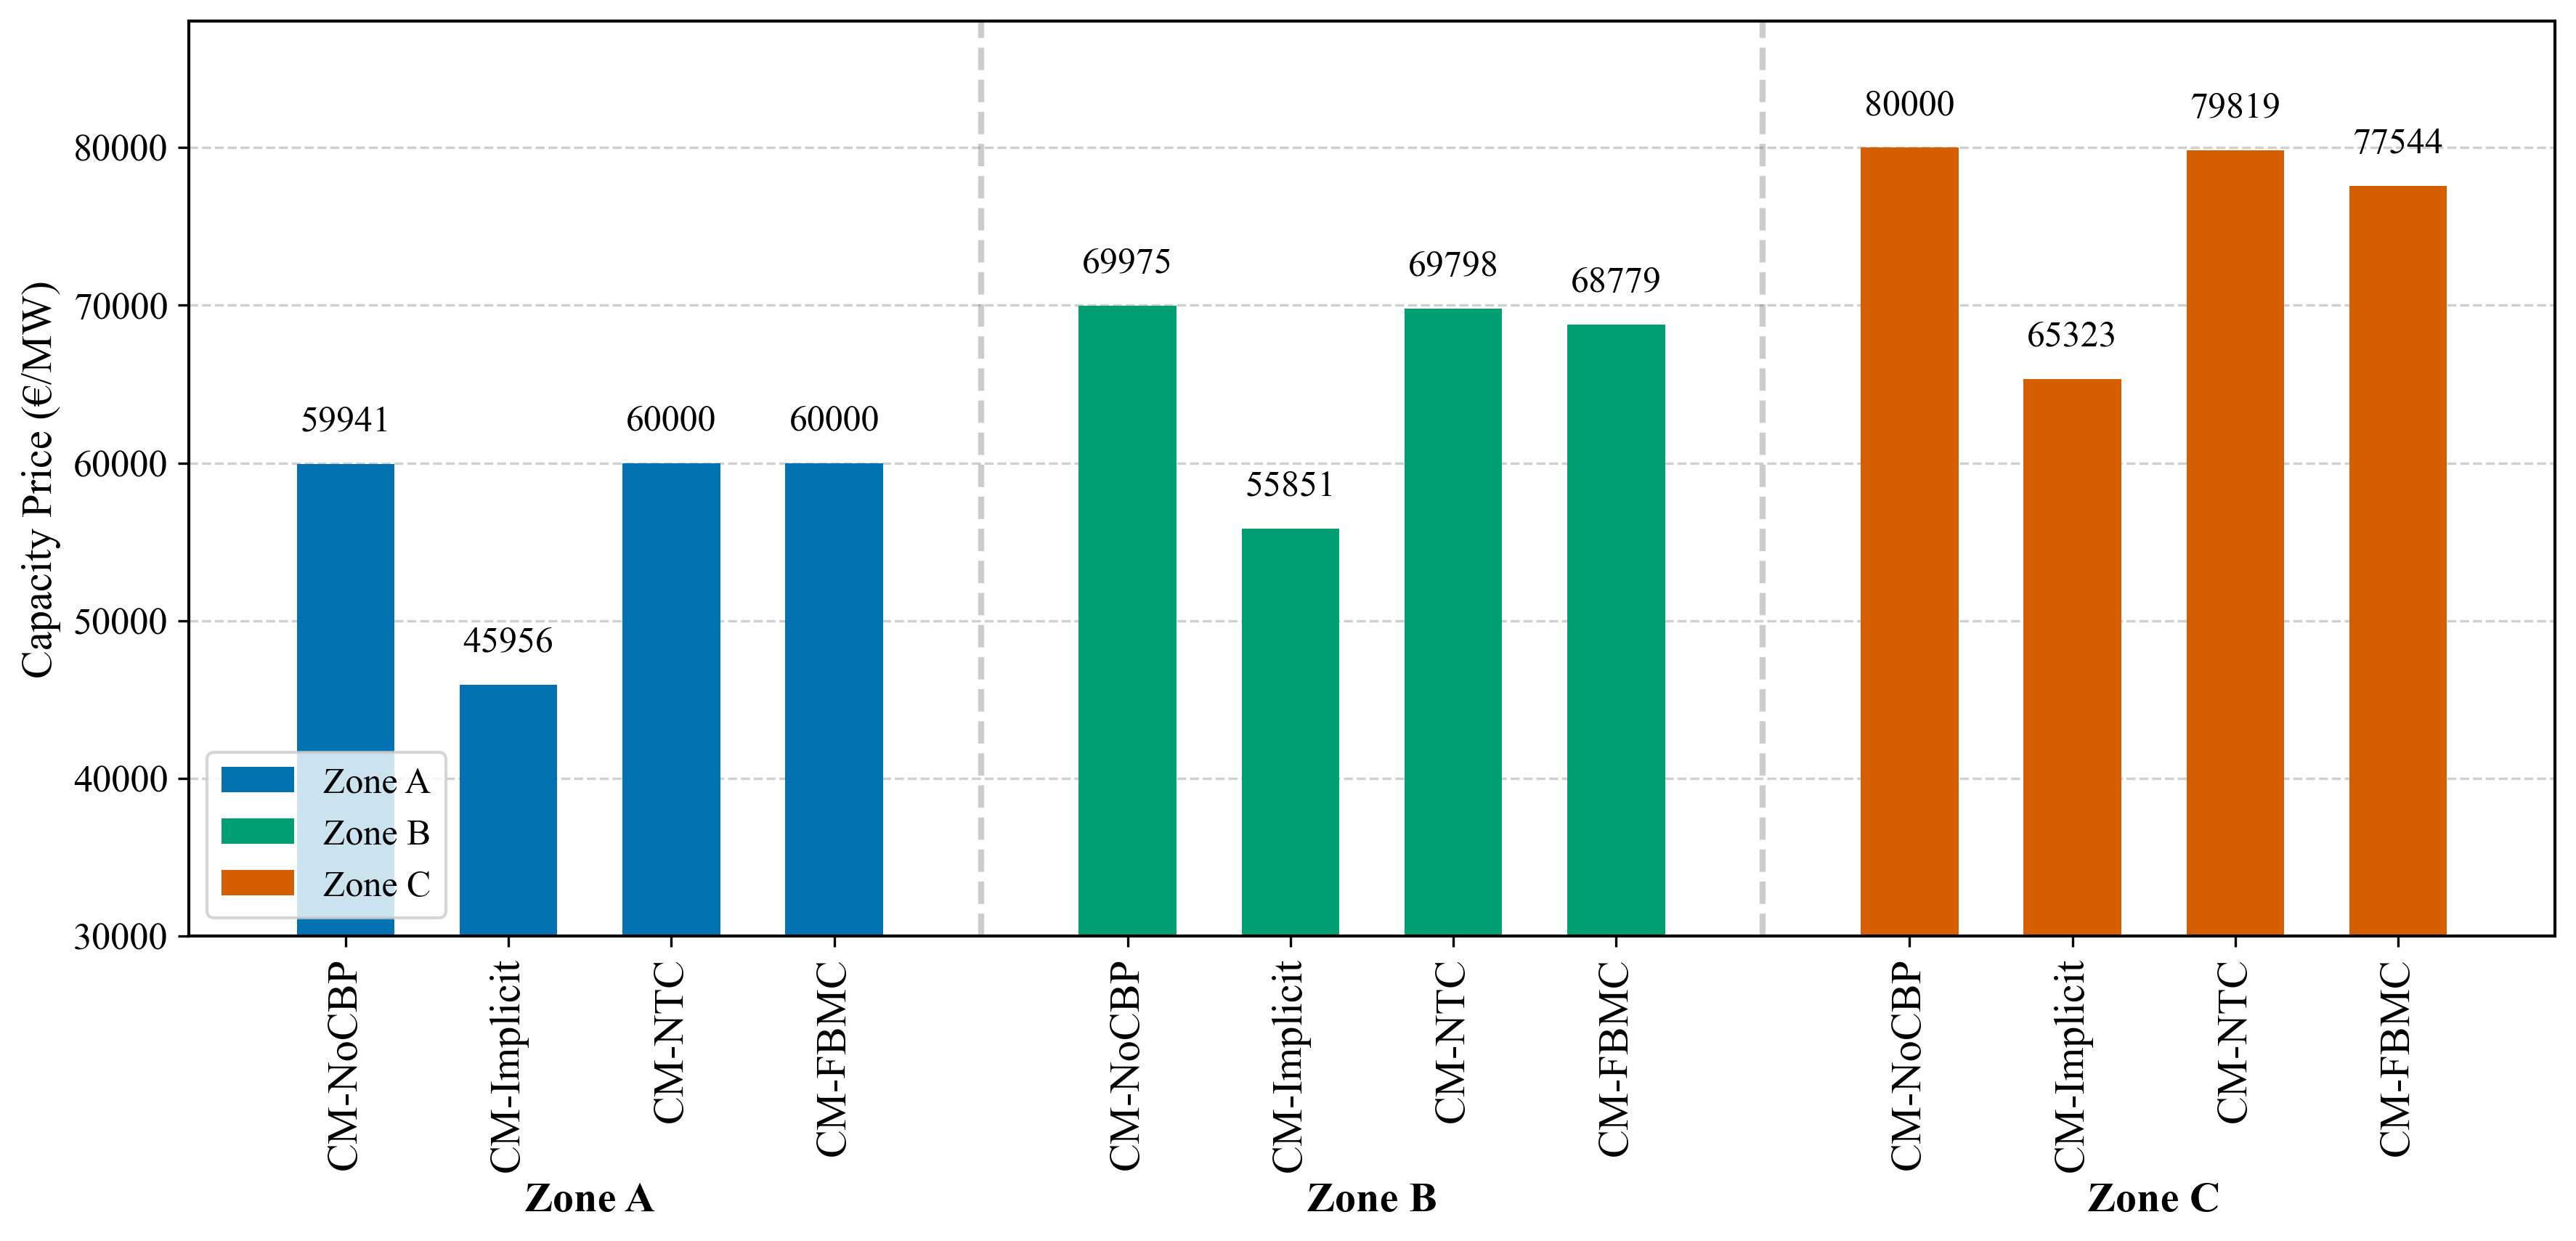 Capacity Price (€/MW)
80000
70000
60000
50000
40000
30000
59941
45956
60000
60000
69975
55851
69798
68779
80000
65323
79819
77544
Zone A
Zone B
Zone C
CM-NoCBP
CM-Implicit
CM-NTC
CM-FBMC
CM-NoCBP
CM-Implicit
CM-NTC
CM-FBMC
CM-NoCBP
CM-Implicit
CM-NTC
CM-FBMC
Zone A
Zone B
Zone C